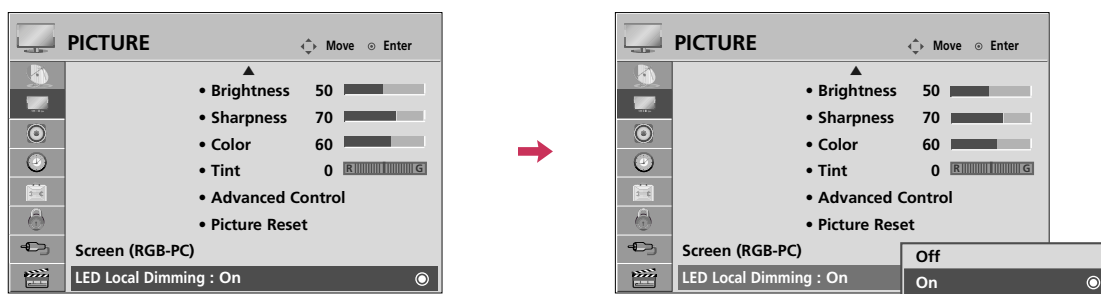 PICTURE
Move Enter
• Brightness 50
• Sharpness 70
• Color 60
• Tint 0 R G
• Advanced Control
• Picture Reset
Screen (RGB-PC)
LED Local Dimming : On
PICTURE
Move Enter
• Brightness 50
• Sharpness 70
• Color 60
• Tint 0 R G
• Advanced Control
• Picture Reset
Screen (RGB-PC)
LED Local Dimming : On
Off
On